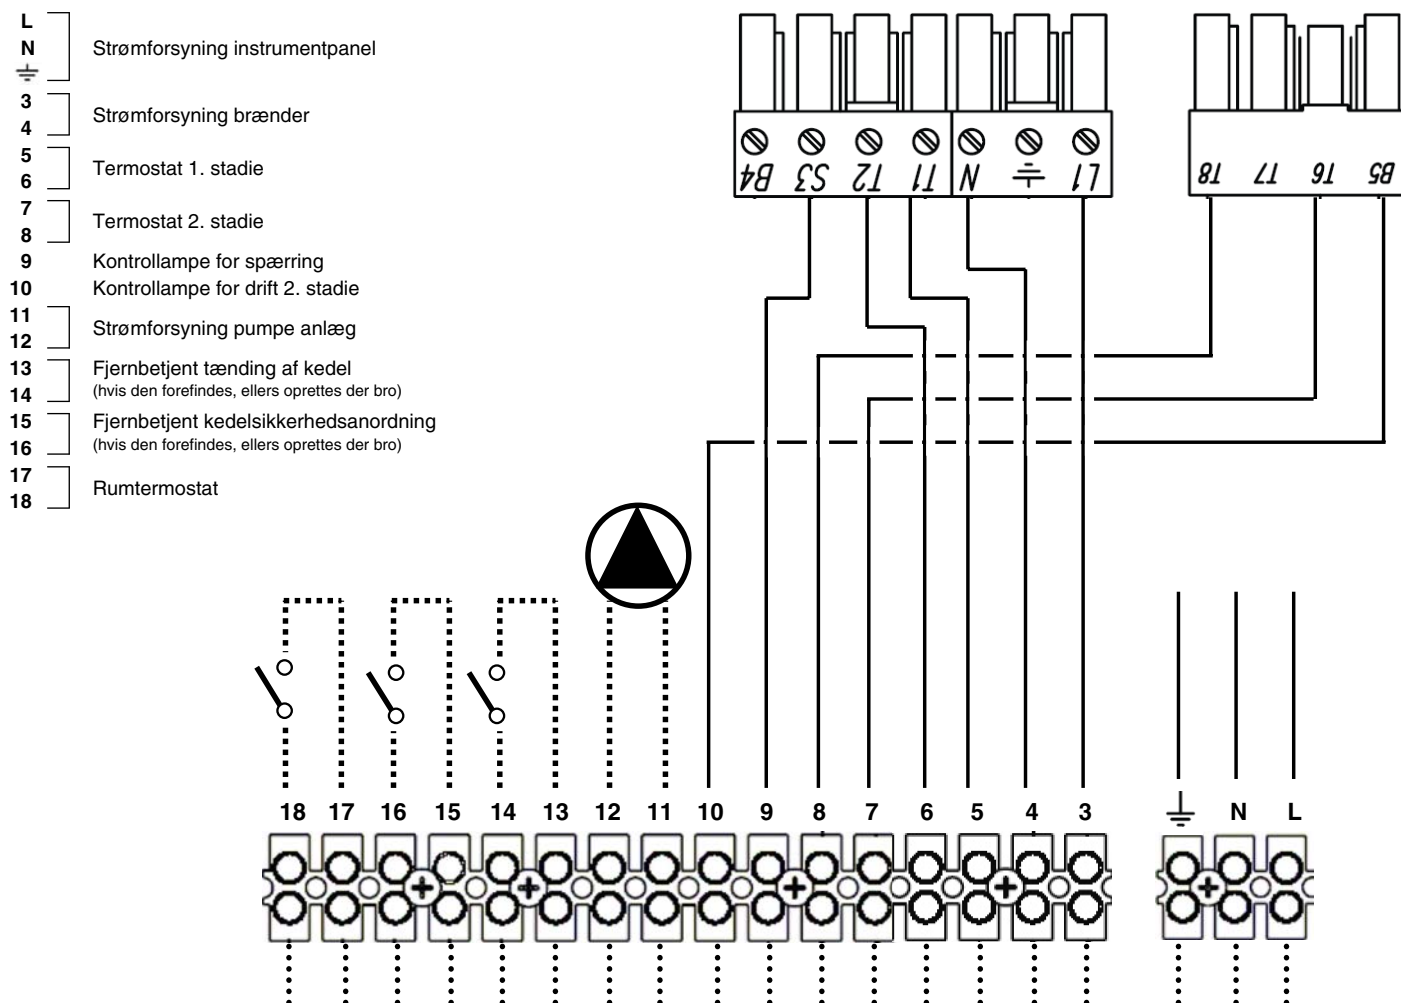 L
N
Strømforsyning instrumentpanel
3
4
Strømforsyning brænder
5
6
Termostat 1. stadie
7
8
Termostat 2. stadie
9 Kontrollampe for spærring
10 Kontrollampe for drift 2. stadie
11
12
Strømforsyning pumpe anlæg
13
14
Fjernbetjent tænding af kedel
(hvis den forefindes, ellers oprettes der bro)
15
16
Fjernbetjent kedelsikkerhedsanordning
(hvis den forefindes, ellers oprettes der bro)
17
18
Rumtermostat
B4 S3 T2 T1 N L1
T8 T7 T6 B5
18 17 16 15 14 13 12 11 10 9 8 7 6 5 4 3
N L